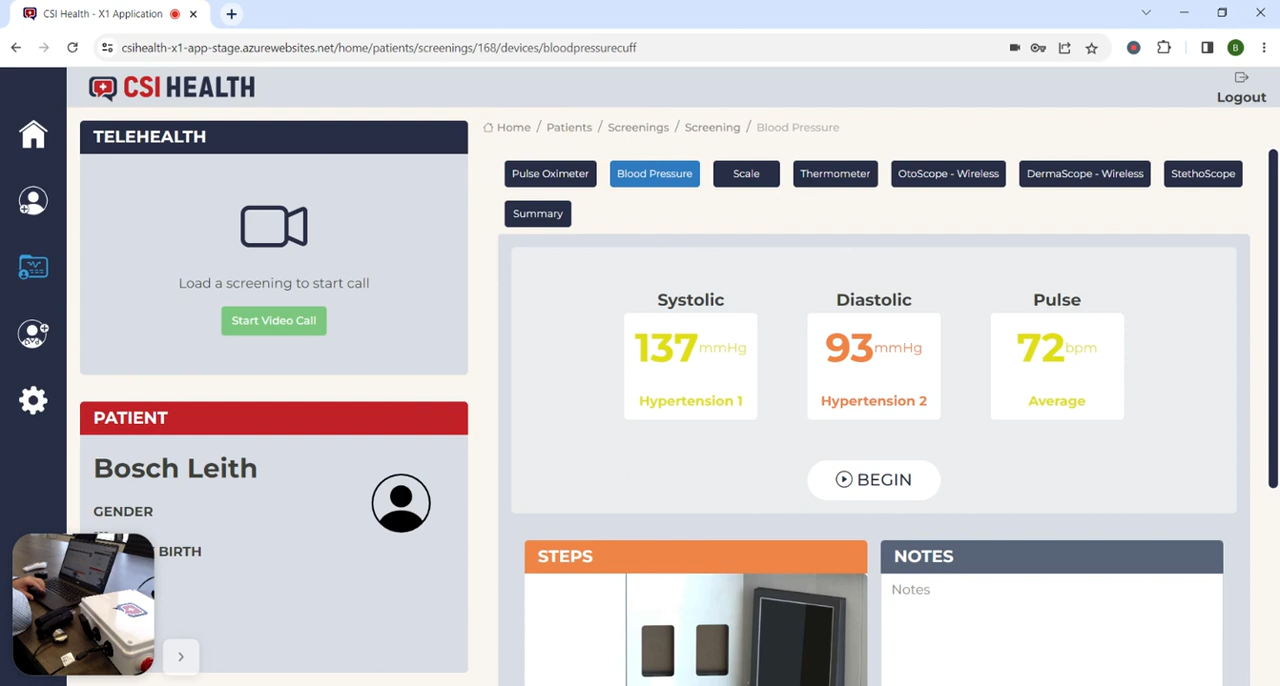 CSI Health - X1 Application
csihealth-x1-app-stage.azurewebsites.net/home/patients/screenings/168/devices/bloodpressurecuff
B
CSI HEALTH
Logout
TELEHEALTH
Load a screening to start call
Start Video Call
PATIENT
Bosch Leith
GENDER
BIRTH
Home / Patients / Screenings / Screening / Blood Pressure
Pulse Oximeter
Blood Pressure
Scale
Thermometer
OtoScope - Wireless
DermaScope - Wireless
StethoScope
Summary
Systolic
137 mmHg
Hypertension 1
Diastolic
93 mmHg
Hypertension 2
Pulse
72 bpm
Average
BEGIN
STEPS
NOTES
Notes